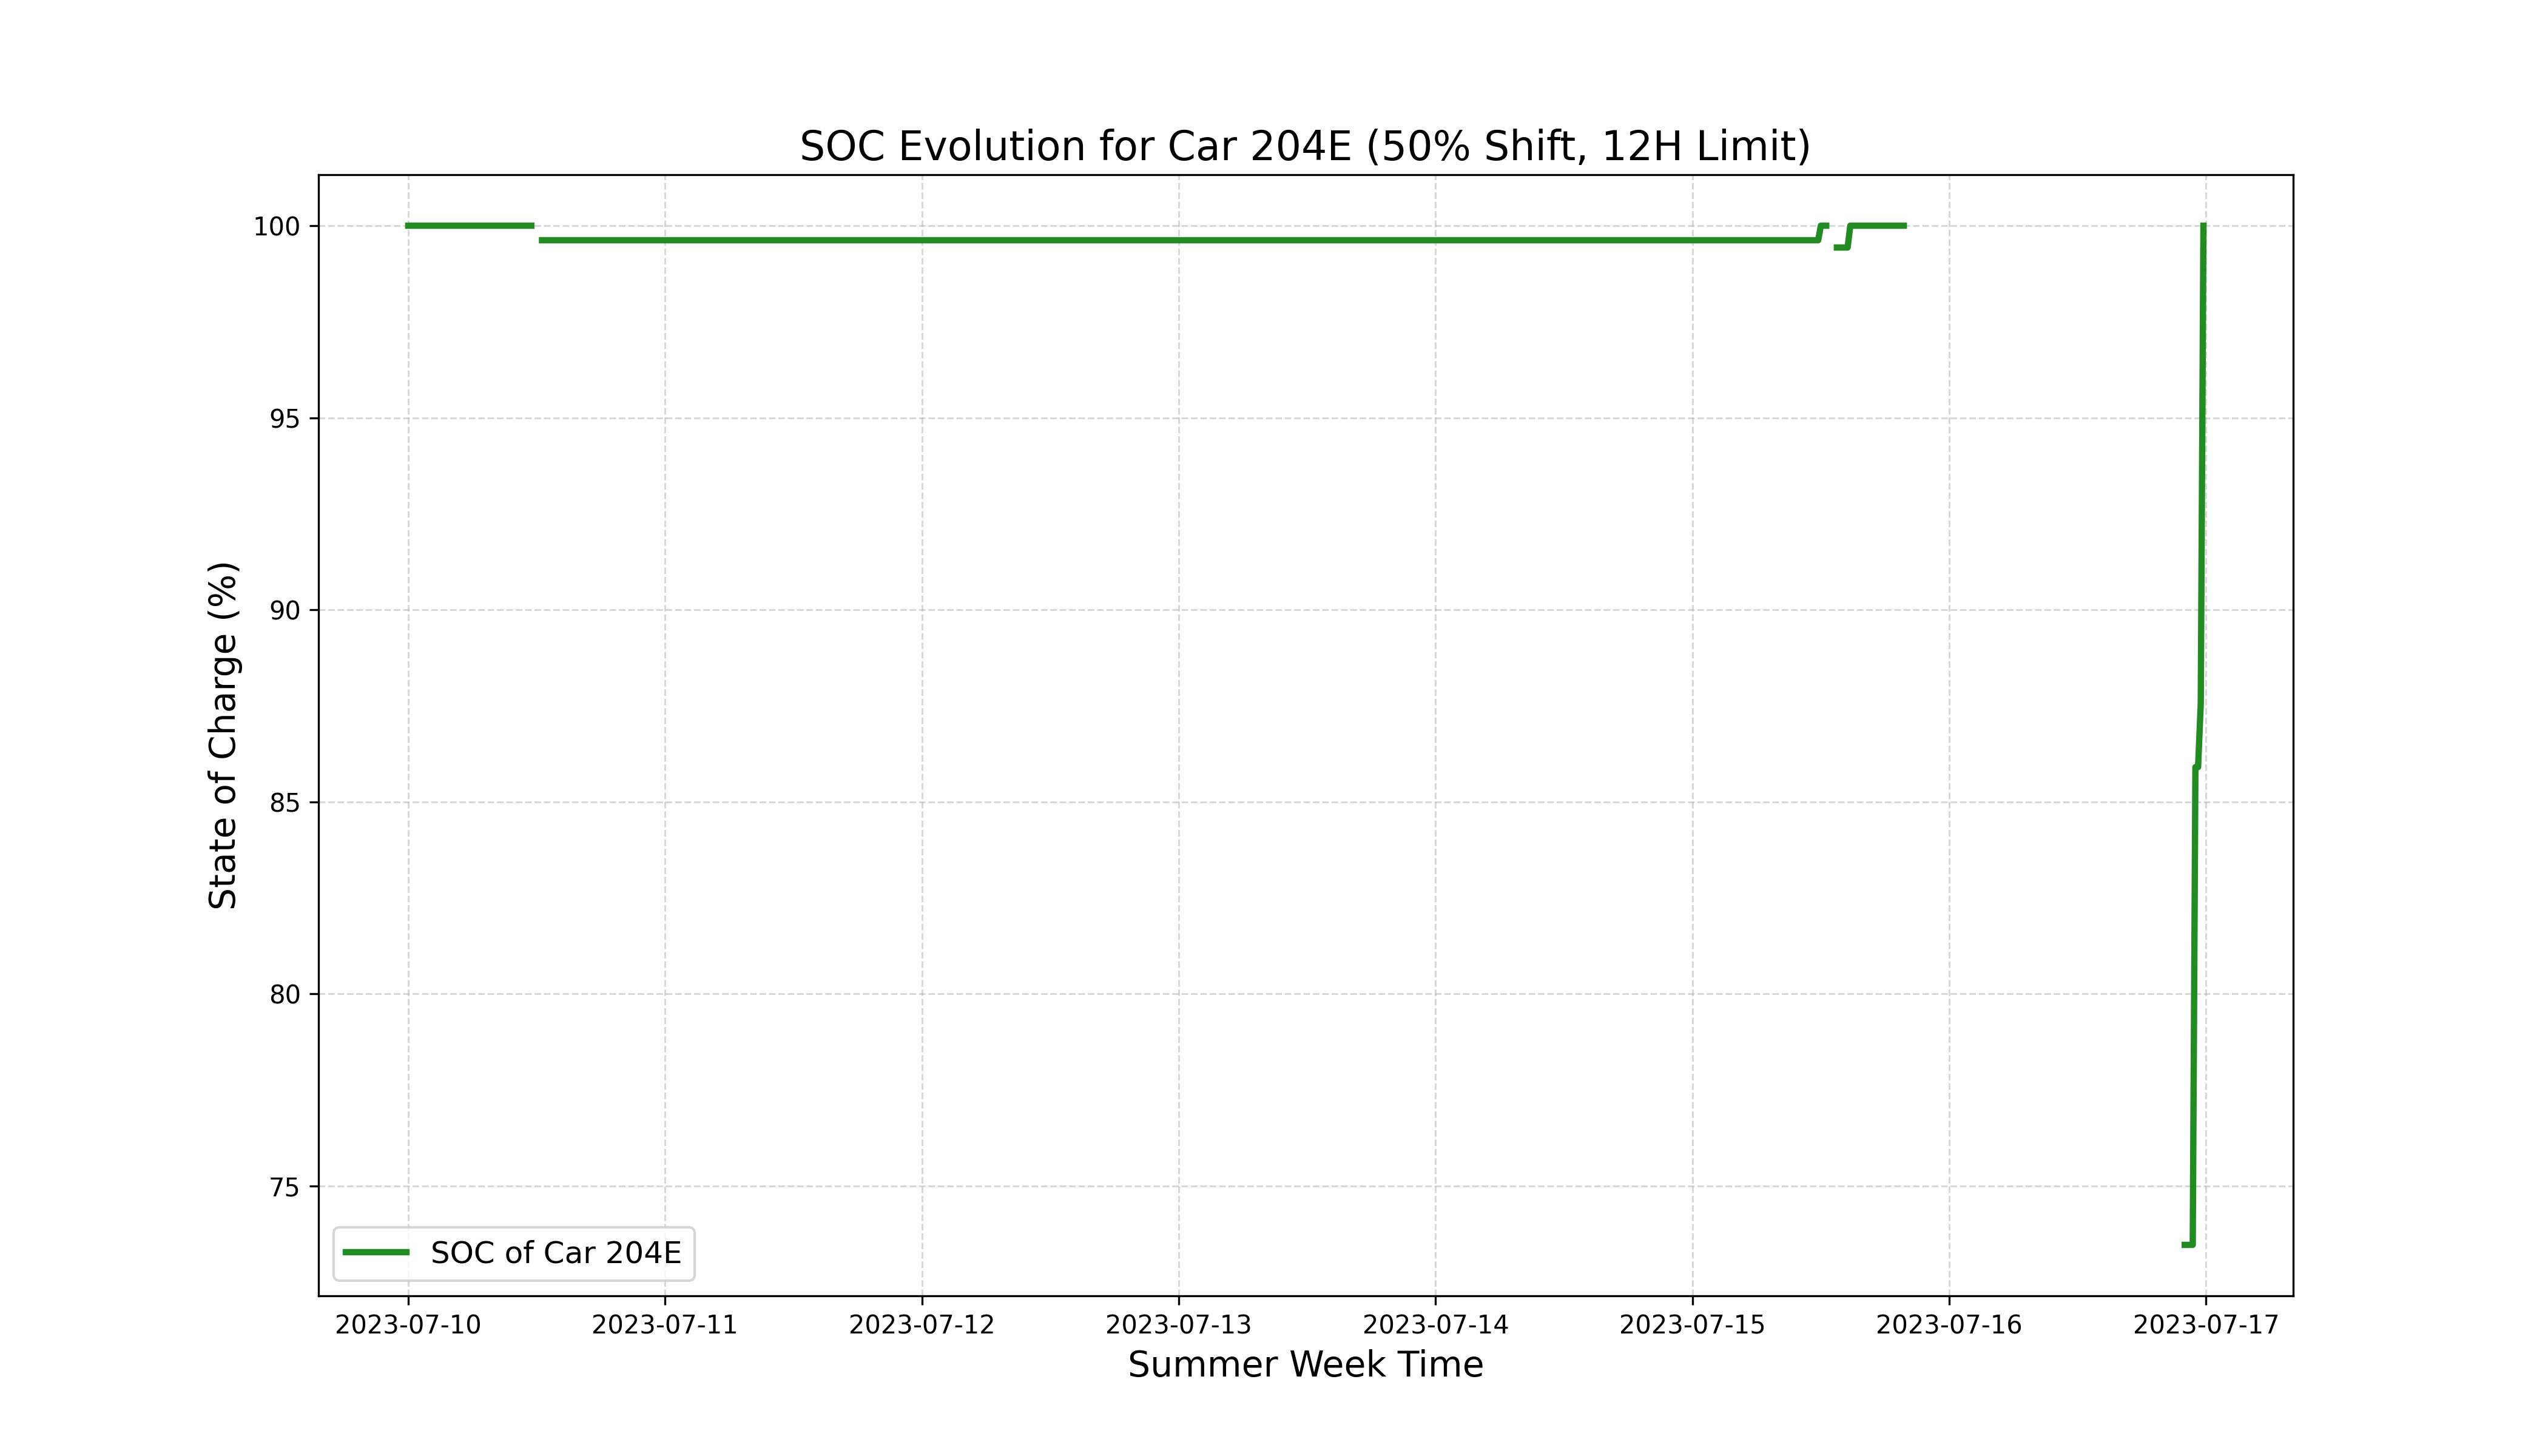 SOC Evolution for Car 204E (50% Shift, 12H Limit)
State of Charge (%)
100
95
90
85
80
75
SOC of Car 204E
2023-07-10 2023-07-11 2023-07-12 2023-07-13 2023-07-14 2023-07-15 2023-07-16 2023-07-17
Summer Week Time